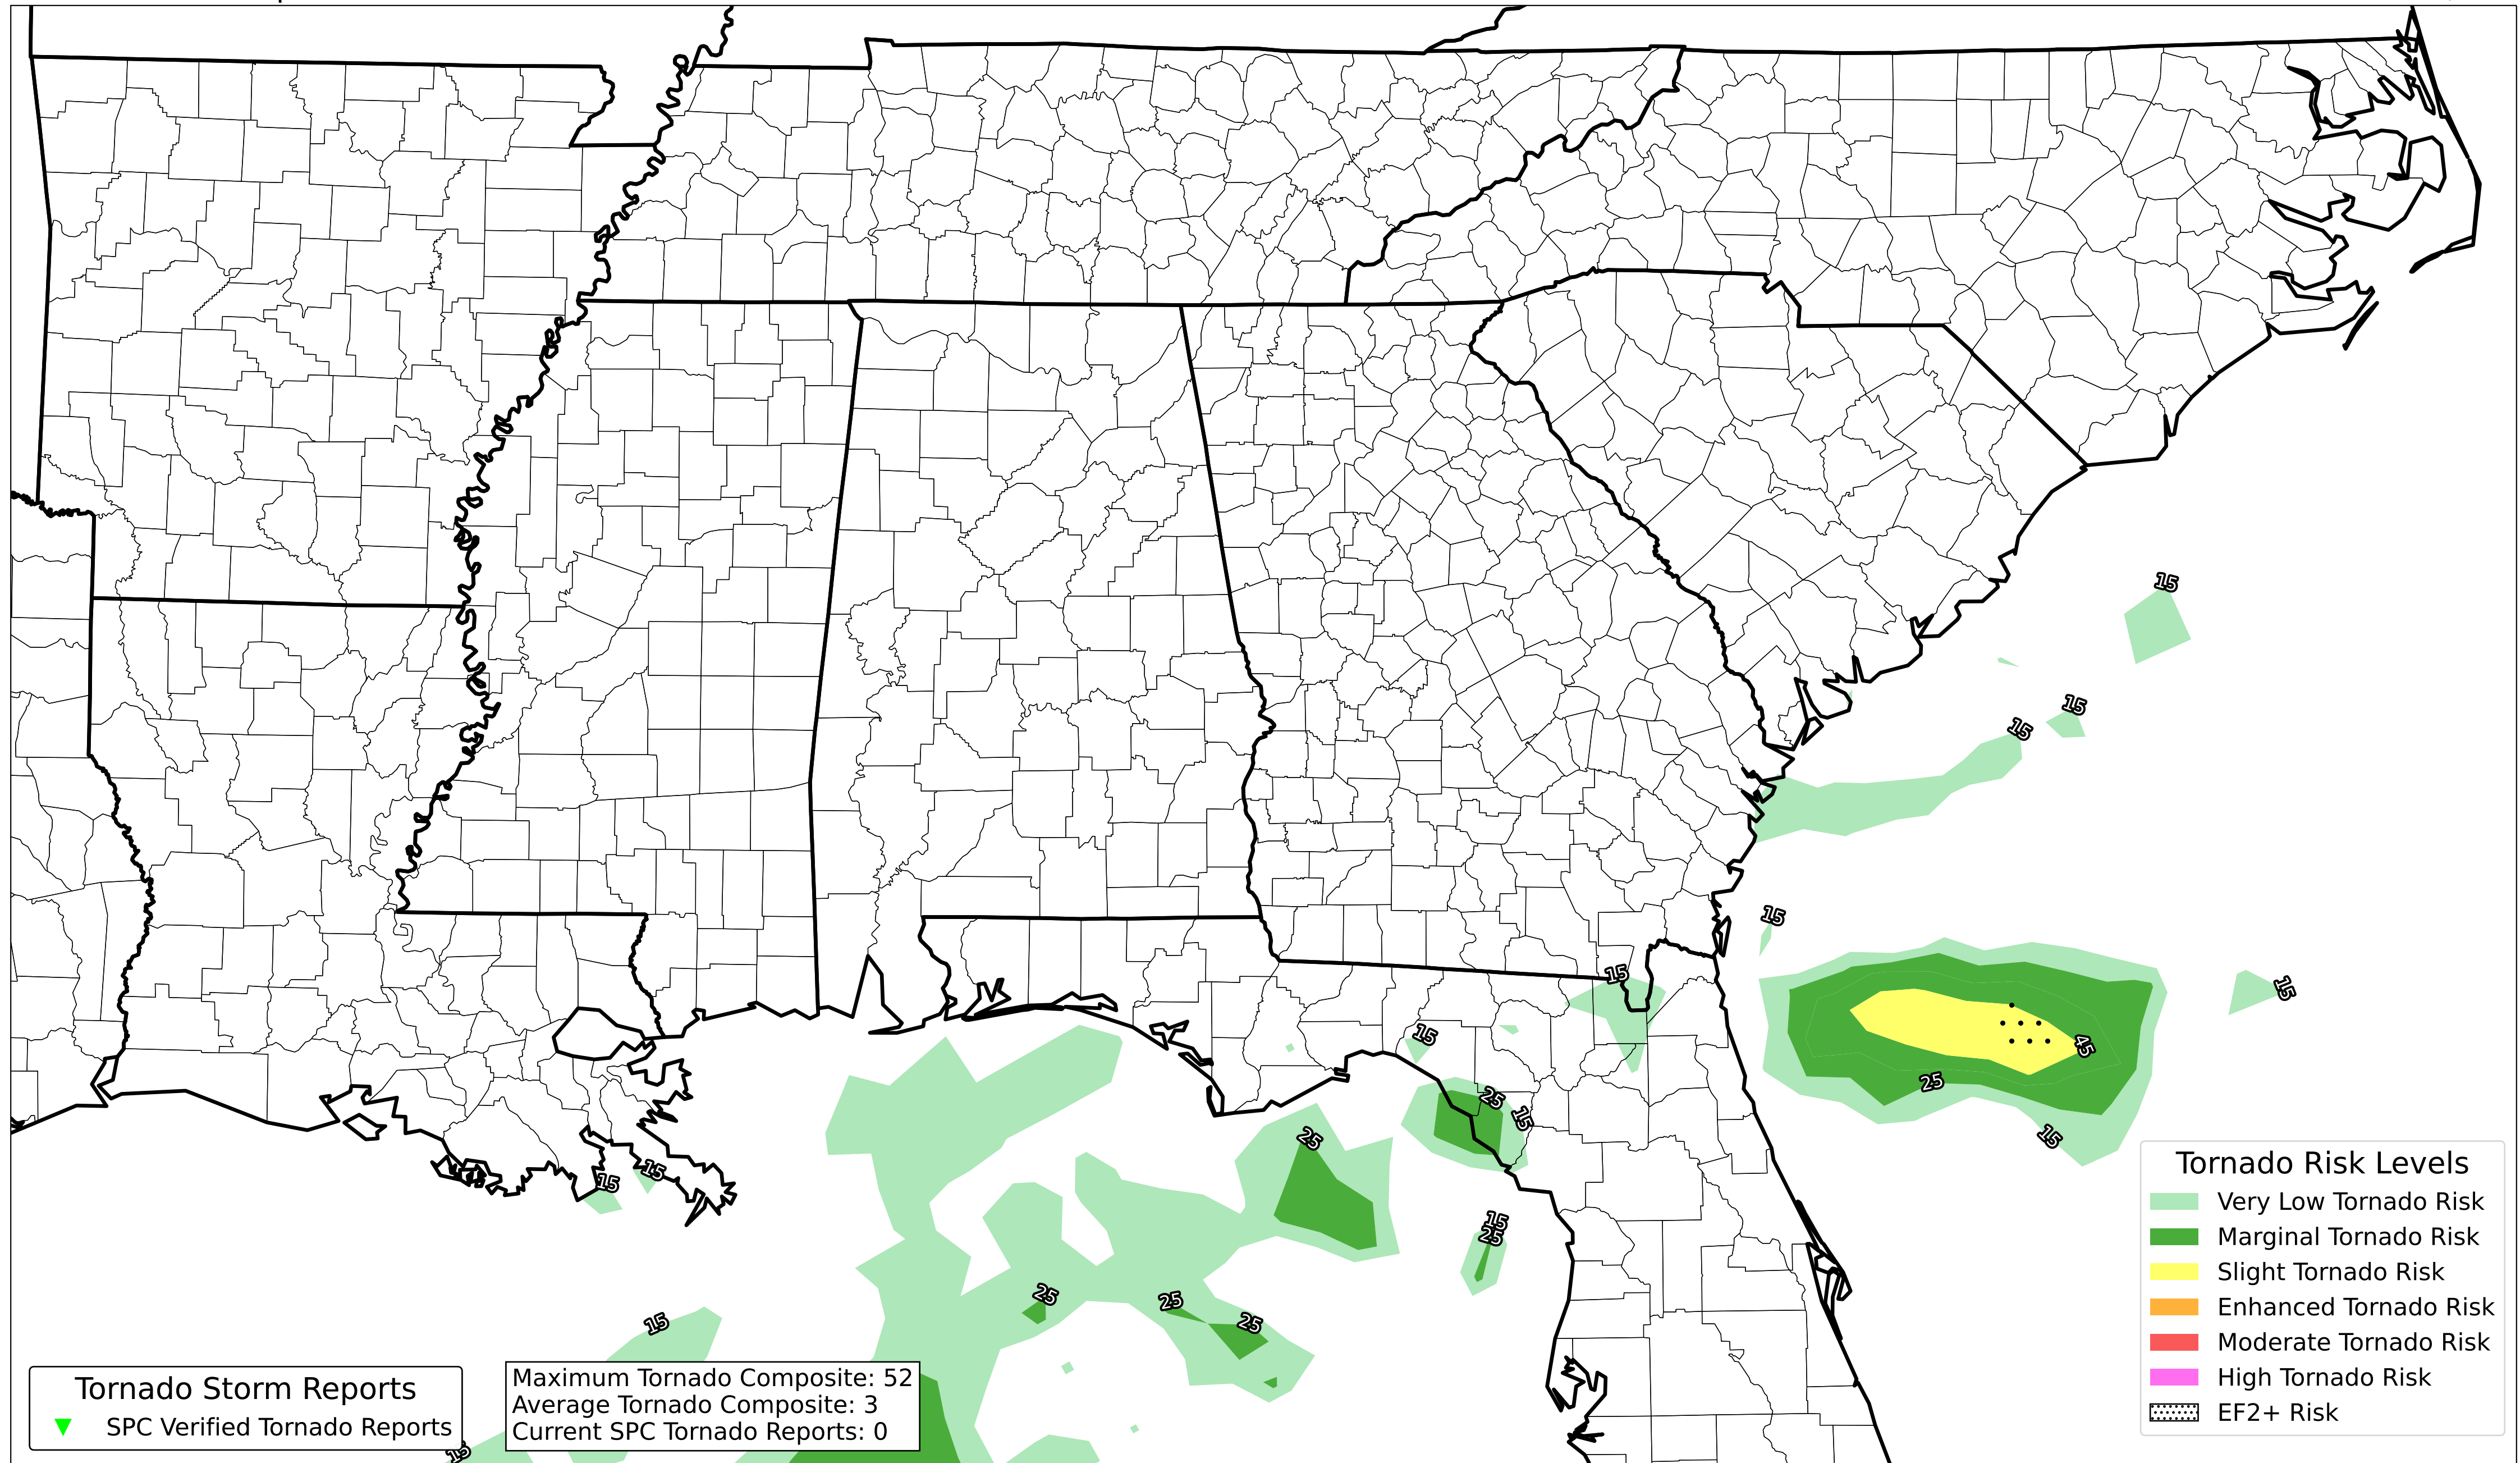 15
15
15
15
15
15
15
45
25
25
15
15
25
15
15
15
25
25
25
25
15
15
Tornado Risk Levels
Very Low Tornado Risk
Marginal Tornado Risk
Slight Tornado Risk
Enhanced Tornado Risk
Moderate Tornado Risk
High Tornado Risk
EF2+ Risk
Tornado Storm Reports
SPC Verified Tornado Reports
Maximum Tornado Composite: 52
Average Tornado Composite: 3
Current SPC Tornado Reports: 0
15